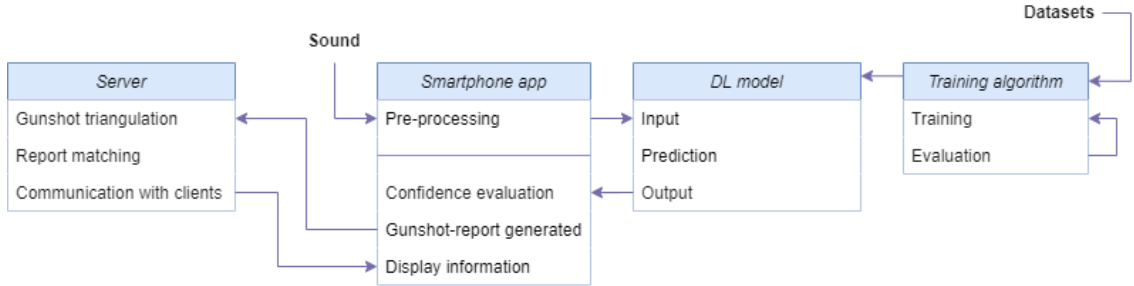 Datasets
Sound
Server
Gunshot triangulation
Report matching
Communication with clients
Smartphone app
Pre-processing
Confidence evaluation
Gunshot-report generated
Display information
DL model
Input
Prediction
Output
Training algorithm
Training
Evaluation